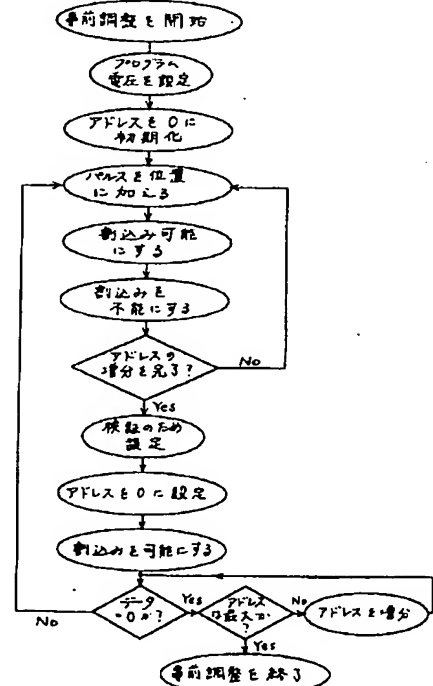 事前調整を開始
プログラム
電圧を設定
アドレスを0に
初期化
パルスを位置
に加える
割込み可能
にする
割込みを
不能にする
アドレスの
増分を完了?
No
Yes
検証のため
設定
アドレスを0に設定
割込みを可能にする
データ
=0か?
No
Yes
アドレス
は最大か
?
No
アドレスを増分
Yes
事前調整を終了